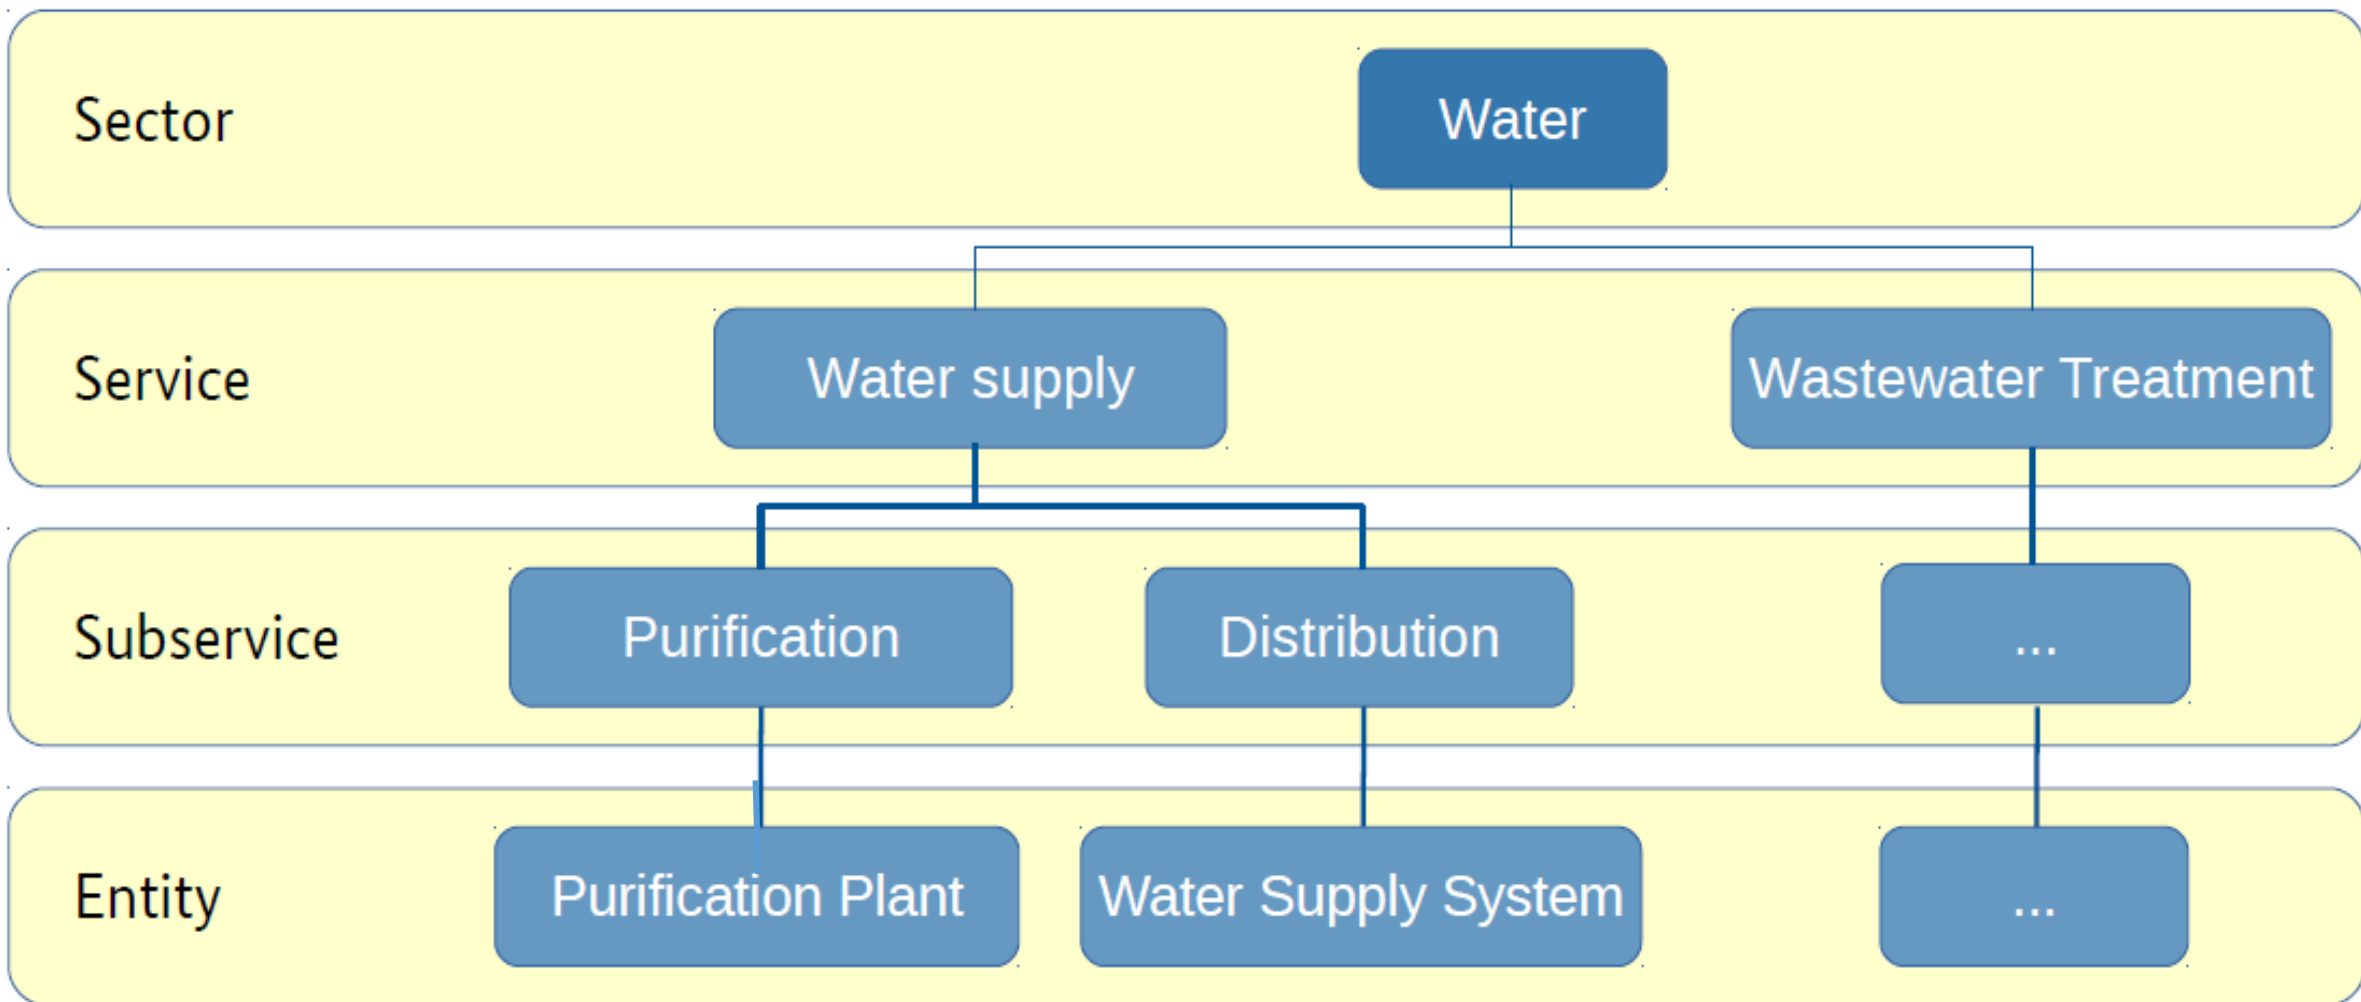 Sector
Water
Service
Water supply
Wastewater Treatment
Subservice
Purification
Distribution
...
Entity
Purification Plant
Water Supply System
...